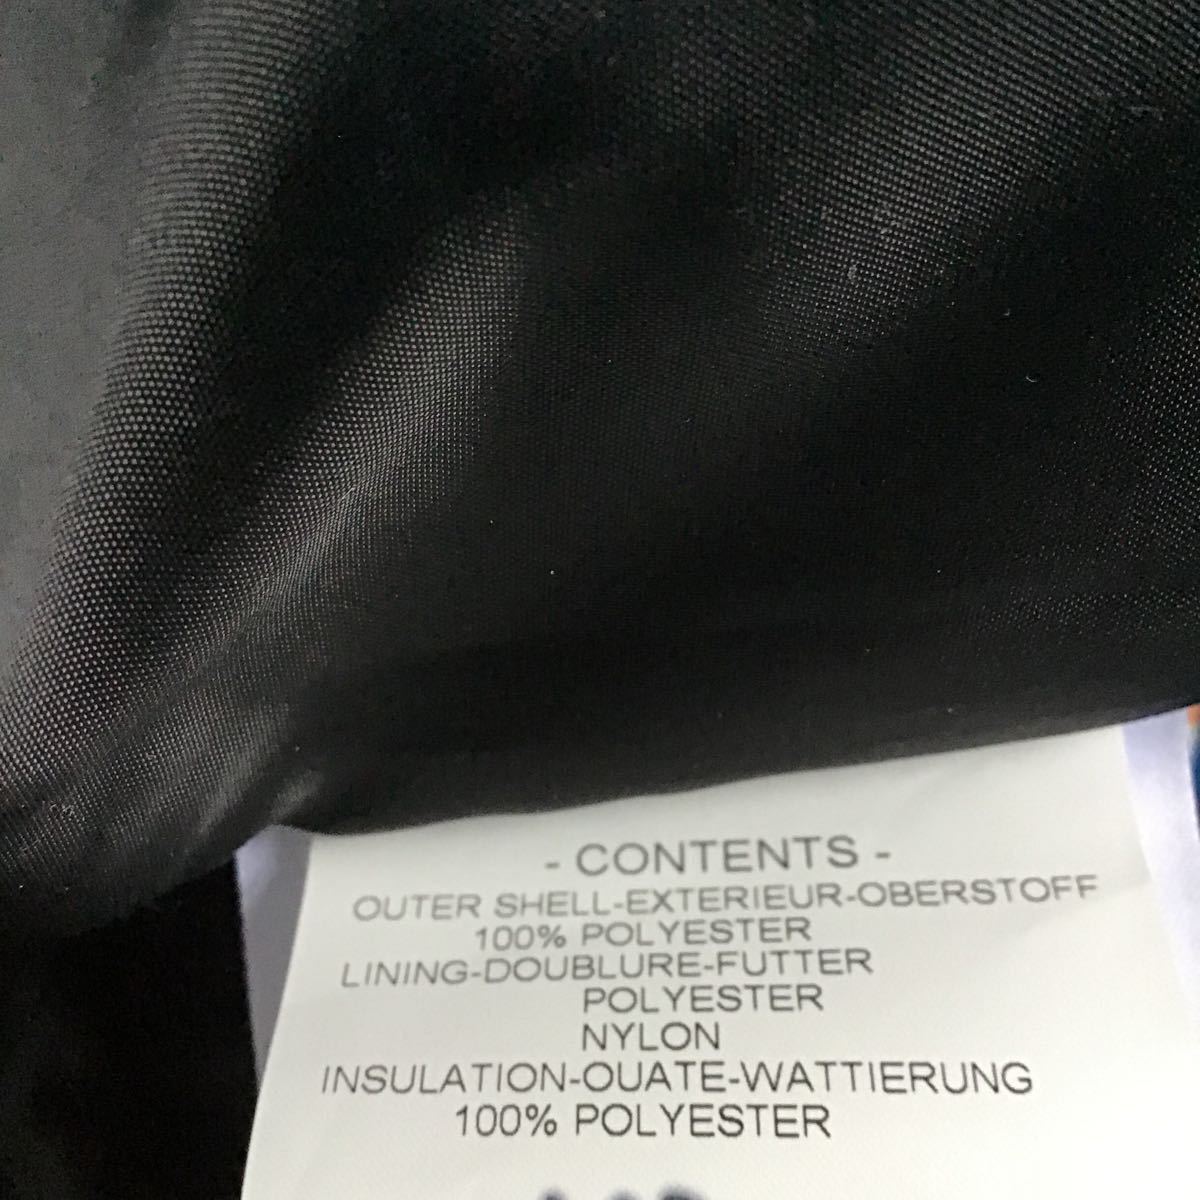 - CONTENTS -
OUTER SHELL-EXTERIEUR-OBERSTOFF
100% POLYESTER
LINING-DOUBLURE-FUTTER
POLYESTER
NYLON
INSULATION-OUATE-WATTIERUNG
100% POLYESTER